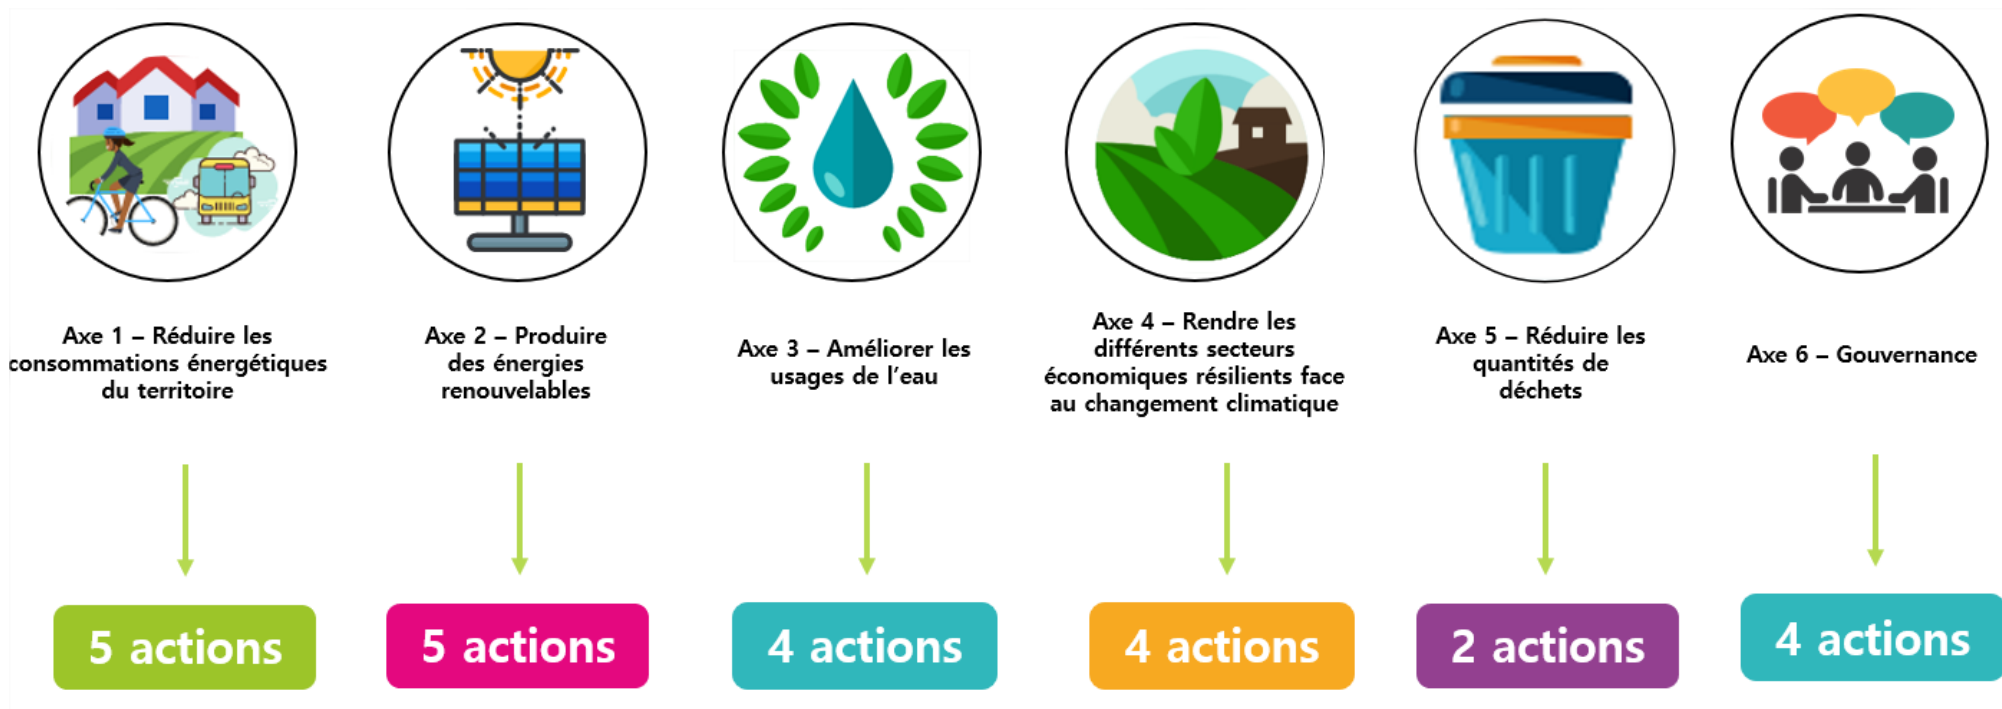 Axe 1 – Réduire les
consommations énergétiques
du territoire
Axe 2 – Produire
des énergies
renouvelables
Axe 3 – Améliorer les
usages de l’eau
Axe 4 – Rendre les
différents secteurs
économiques résilients face
au changement climatique
Axe 5 – Réduire les
quantités de
déchets
Axe 6 – Gouvernance
5 actions
5 actions
4 actions
4 actions
2 actions
4 actions